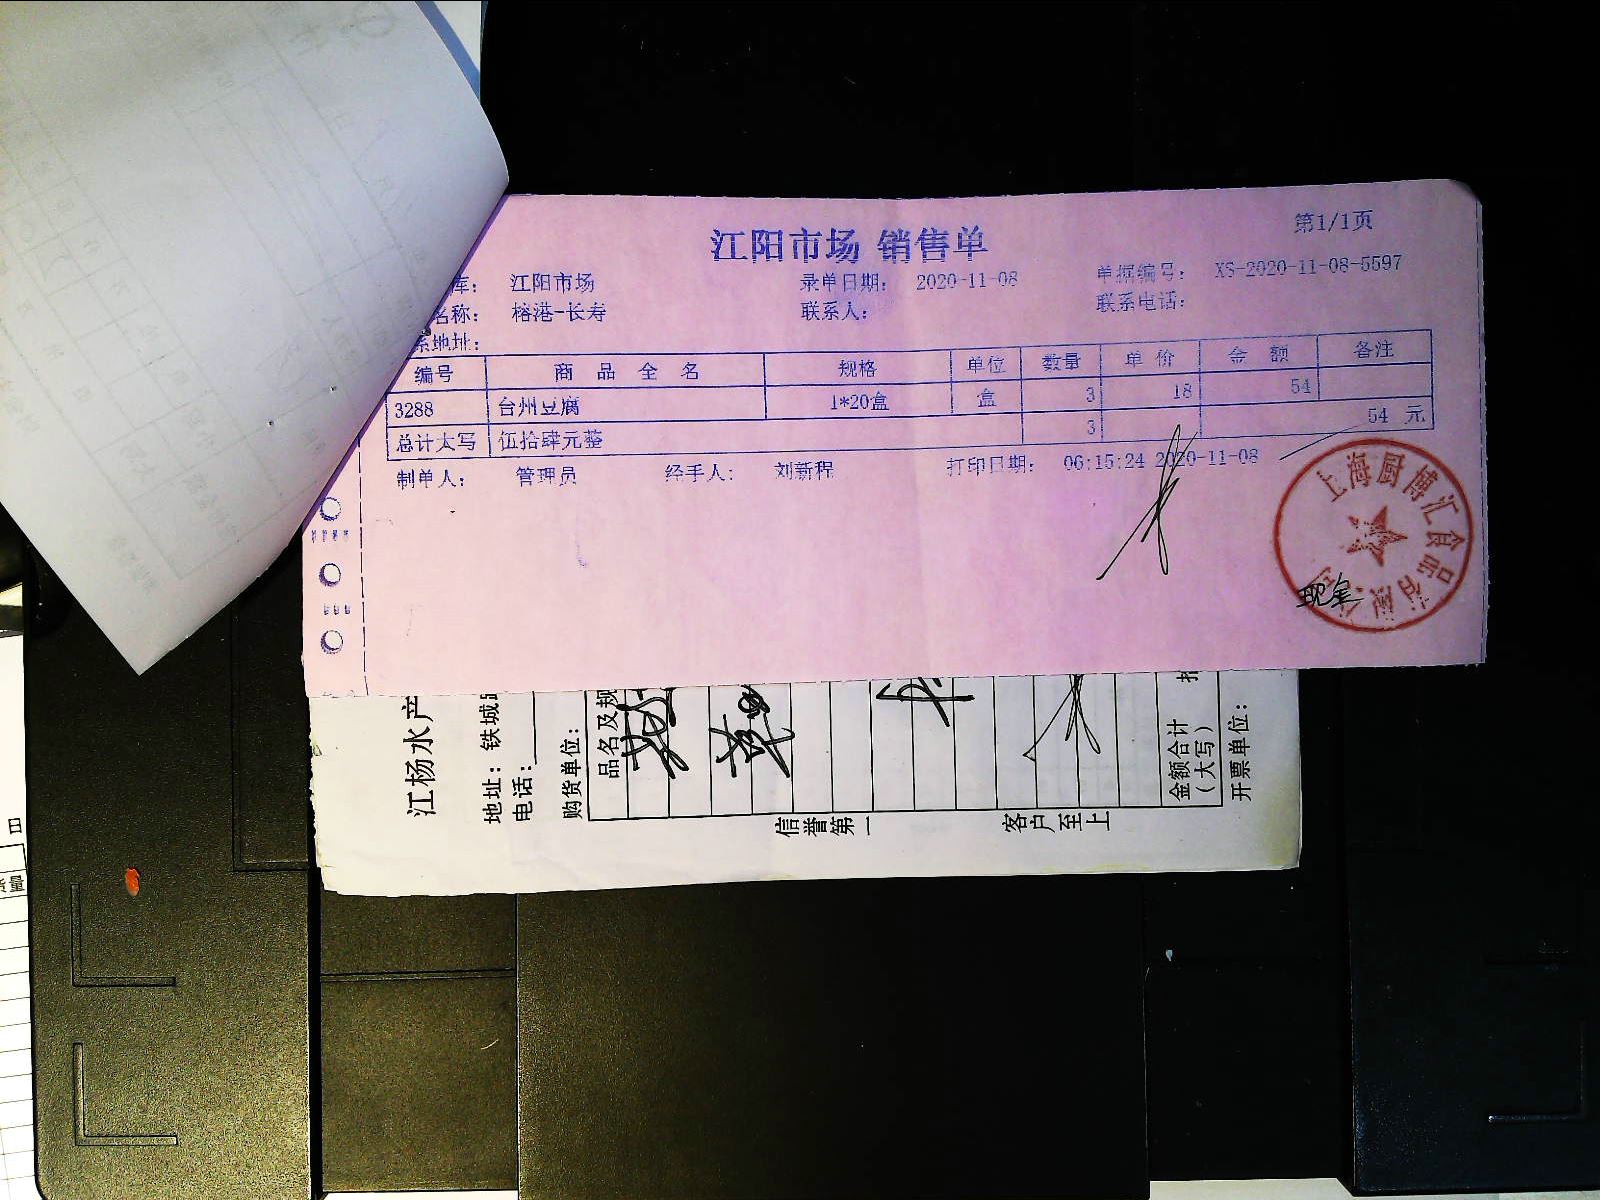 第1/1页
江阳市场 销售单
库： 江阳市场 录单日期： 2020-11-08 单据编号： XS-2020-11-08-5597
名称： 榕港-长寿 联系人： 联系电话：
系地址：
编号 商品全名 规格 单位 数量 单价 金额 备注
3288 台州豆腐 1*20盒 盒 3 18 54
总计大写 伍拾肆元整 3 54 元
制单人： 管理员 经手人： 刘新程 打印日期： 06:15:24 2020-11-08
上海厨博汇食品有限公司
现金
江杨水产
地址：铁城路
电话：
购货单位：
品名及规
金额合计
（大写）
开票单位：
信誉第一
客户至上
日
量